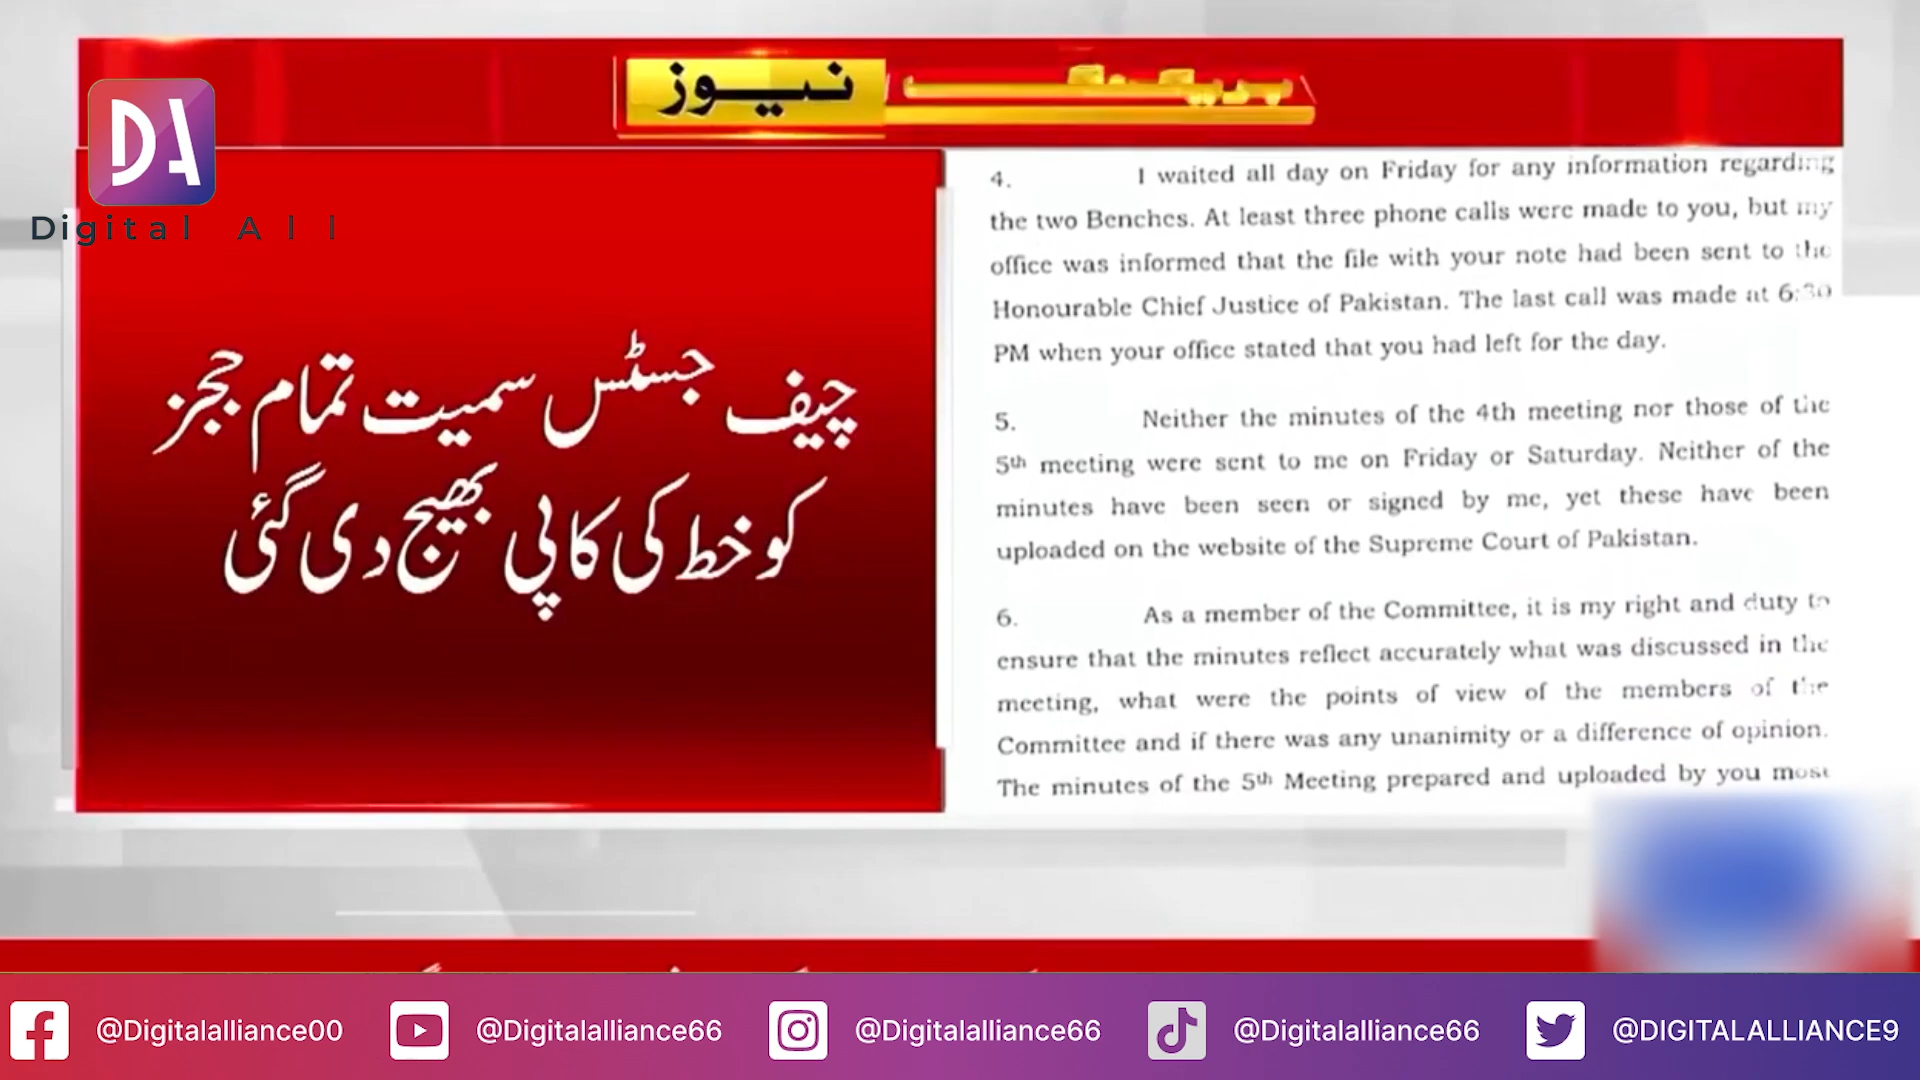 نیوز
DA
Digital All
چیف جسٹس سمیت تمام ججز
کو خط کی کاپی بھیج دی گئی
4. I waited all day on Friday for any information regarding
the two Benches. At least three phone calls were made to you, but my
office was informed that the file with your note had been sent to the
Honourable Chief Justice of Pakistan. The last call was made at 6:30
PM when your office stated that you had left for the day.
5. Neither the minutes of the 4th meeting nor those of the
5th meeting were sent to me on Friday or Saturday. Neither of the
minutes have been seen or signed by me, yet these have been
uploaded on the website of the Supreme Court of Pakistan.
6. As a member of the Committee, it is my right and duty to
ensure that the minutes reflect accurately what was discussed in the
meeting, what were the points of view of the members of the
Committee and if there was any unanimity or a difference of opinion.
The minutes of the 5th Meeting prepared and uploaded by you most
@Digitalalliance00 @Digitalalliance66 @Digitalalliance66 @Digitalalliance66 @DIGITALALLIANCE9